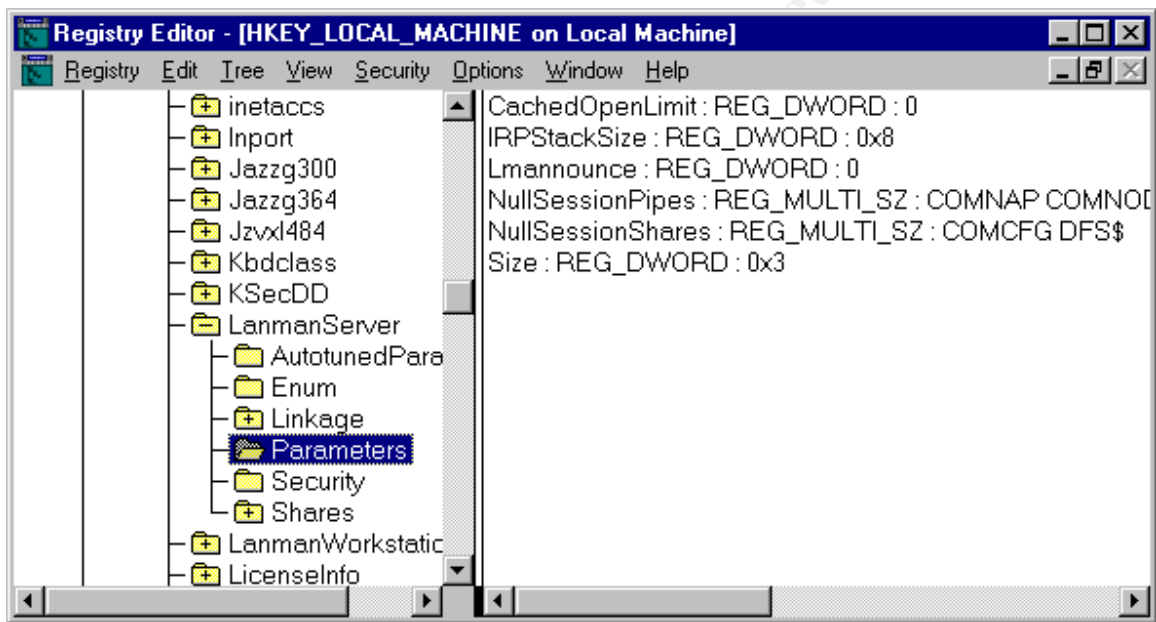 Registry Editor - [HKEY_LOCAL_MACHINE on Local Machine]
Registry Edit Tree View Security Options Window Help
inetaccs
Inport
Jazzg300
Jazzg364
Jzvxl484
Kbdclass
KSecDD
LanmanServer
AutotunedPara
Enum
Linkage
Parameters
Security
Shares
LanmanWorkstatic
LicenseInfo
CachedOpenLimit : REG_DWORD : 0
IRPStackSize : REG_DWORD : 0x8
Lmannounce : REG_DWORD : 0
NullSessionPipes : REG_MULTI_SZ : COMNAP COMNOD
NullSessionShares : REG_MULTI_SZ : COMCFG DFS$
Size : REG_DWORD : 0x3